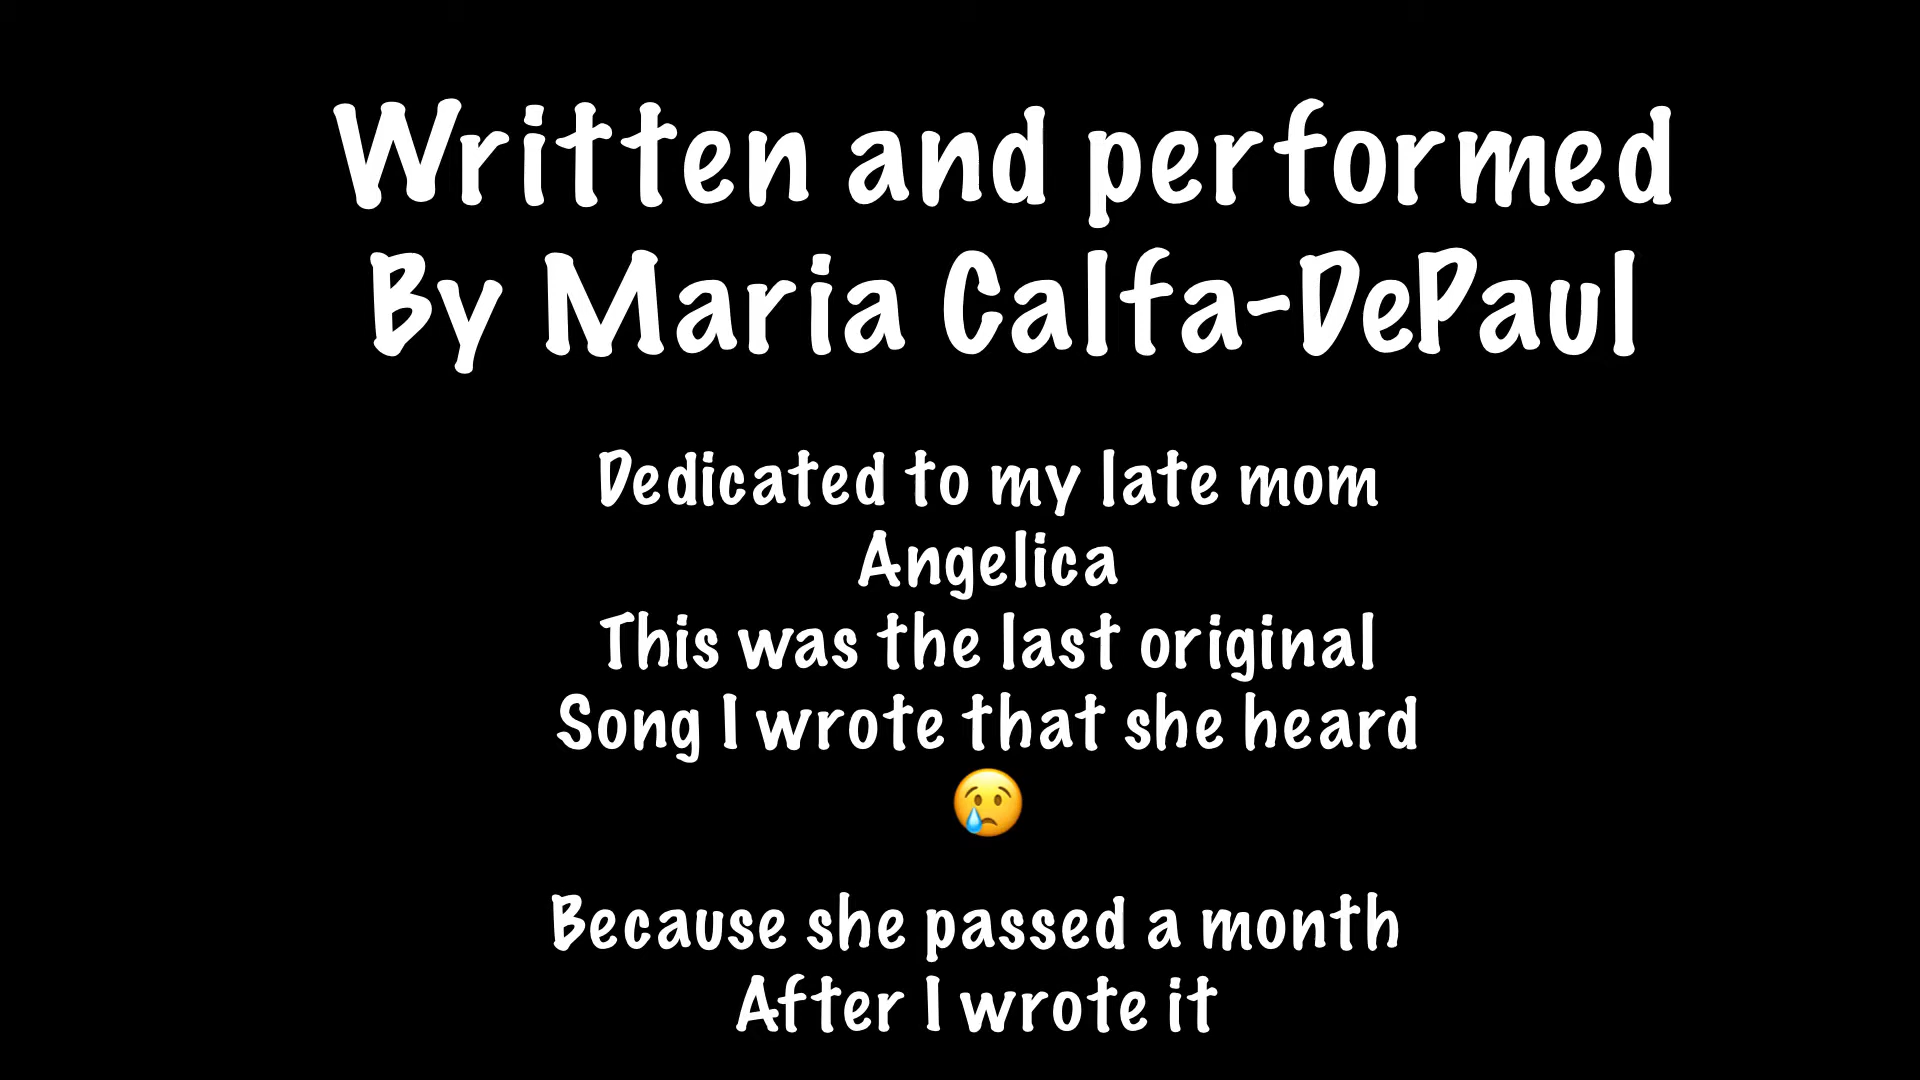 Written and performed
By Maria Calfa-DePaul
Dedicated to my late mom
Angelica
This was the last original
Song I wrote that she heard
😢
Because she passed a month
After I wrote it